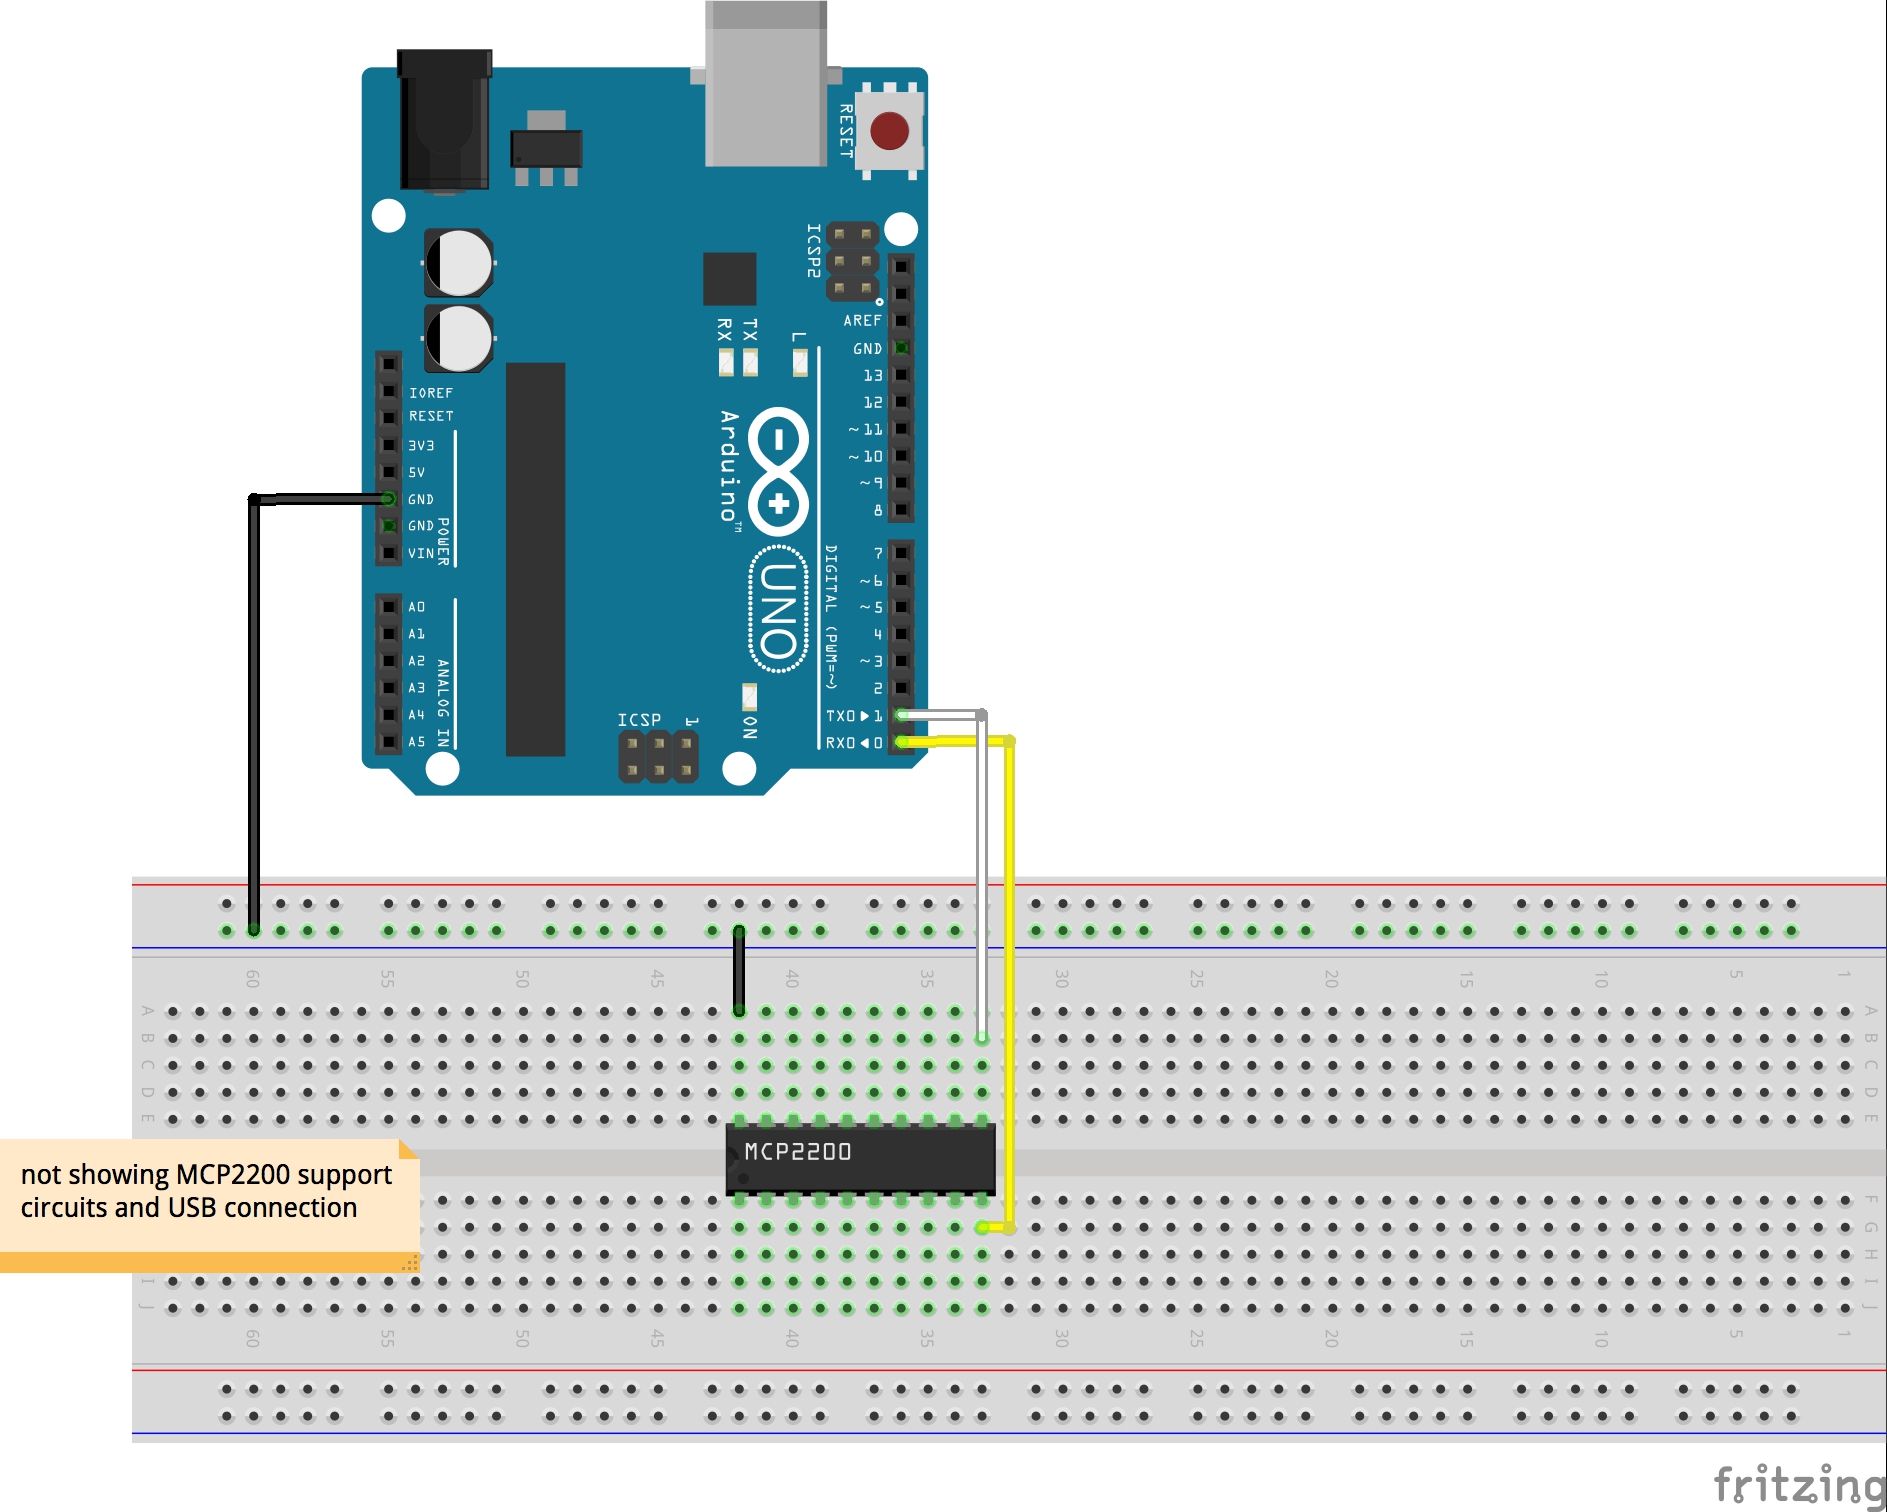 RESET
ICSP2
AREF
GND
13
12
~11
~10
~9
8
RX
TX
L
IOREF
RESET
3V3
5V
GND
GND
VIN
POWER
Arduino™
UNO
DIGITAL (PWM=~)
7
~6
~5
4
~3
2
TX0▶1
RX0◀0
A0
A1
A2
A3
A4
A5
ANALOG IN
ICSP
1
ON
60
55
50
45
40
35
30
25
20
15
10
5
1
A
B
C
D
E
A
B
C
D
E
MCP2200
not showing MCP2200 support
circuits and USB connection
I
J
F
G
H
I
J
60
55
50
45
40
35
30
25
20
15
10
5
1
fritzing